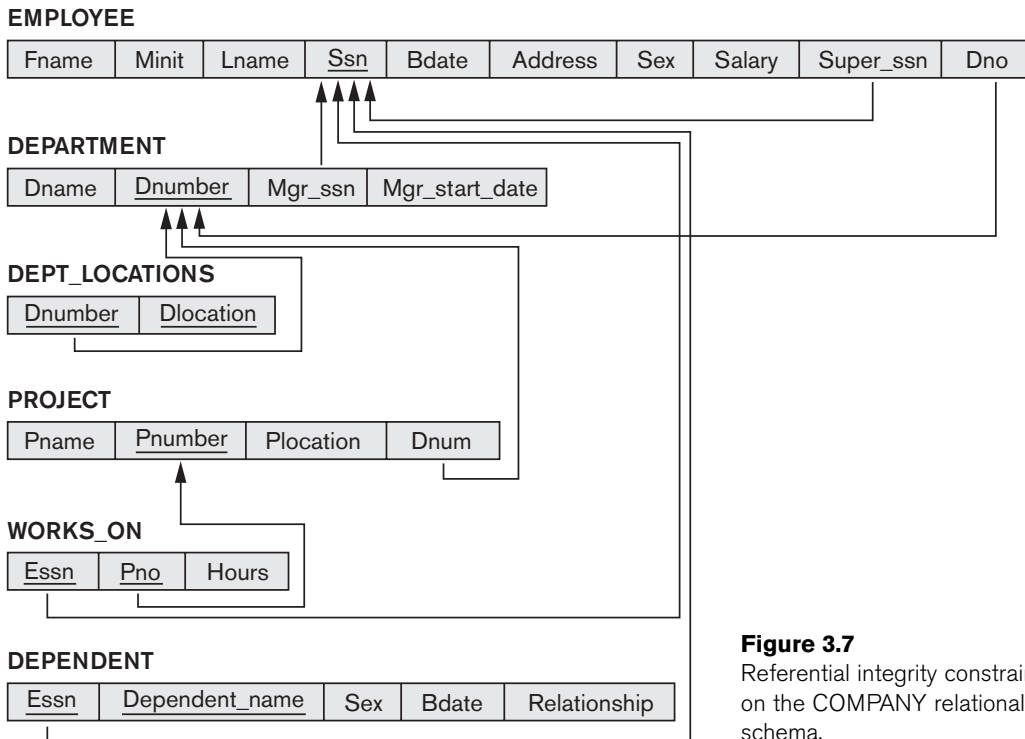 EMPLOYEE
Fname Minit Lname Ssn Bdate Address Sex Salary Super_ssn Dno
DEPARTMENT
Dname Dnumber Mgr_ssn Mgr_start_date
DEPT_LOCATIONS
Dnumber Dlocation
PROJECT
Pname Pnumber Plocation Dnum
WORKS_ON
Essn Pno Hours
DEPENDENT
Essn Dependent_name Sex Bdate Relationship
Figure 3.7
Referential integrity constrain
on the COMPANY relational
schema.